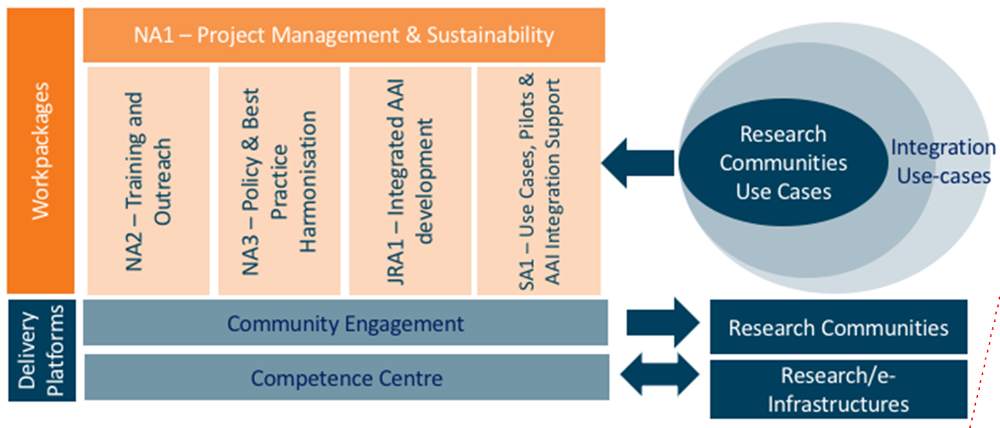 Workpackages
NA1 – Project Management & Sustainability
NA2 – Training and
Outreach
NA3 – Policy & Best
Practice
Harmonisation
JRA1 – Integrated AAI
development
SA1 – Use Cases, Pilots &
AAI Integration Support
Research
Communities
Use Cases
Integration
Use-cases
Delivery
Platforms
Community Engagement
Competence Centre
Research Communities
Research/e-
Infrastructures